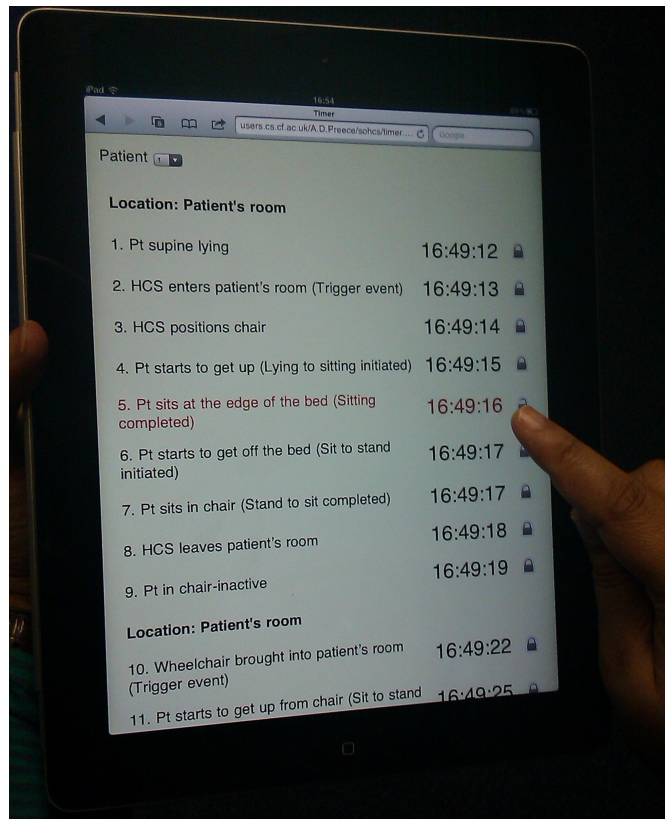 iPad
16:54
Timer
users.cs.cf.ac.uk/A.D.Preece/sohcs/timer....
Google
Patient 1
Location: Patient's room
1. Pt supine lying 16:49:12
2. HCS enters patient's room (Trigger event) 16:49:13
3. HCS positions chair 16:49:14
4. Pt starts to get up (Lying to sitting initiated) 16:49:15
5. Pt sits at the edge of the bed (Sitting 16:49:16
completed)
6. Pt starts to get off the bed (Sit to stand 16:49:17
initiated)
7. Pt sits in chair (Stand to sit completed) 16:49:17
8. HCS leaves patient's room 16:49:18
9. Pt in chair-inactive 16:49:19
Location: Patient's room
10. Wheelchair brought into patient's room 16:49:22
(Trigger event)
11. Pt starts to get up from chair (Sit to stand 16:49:25